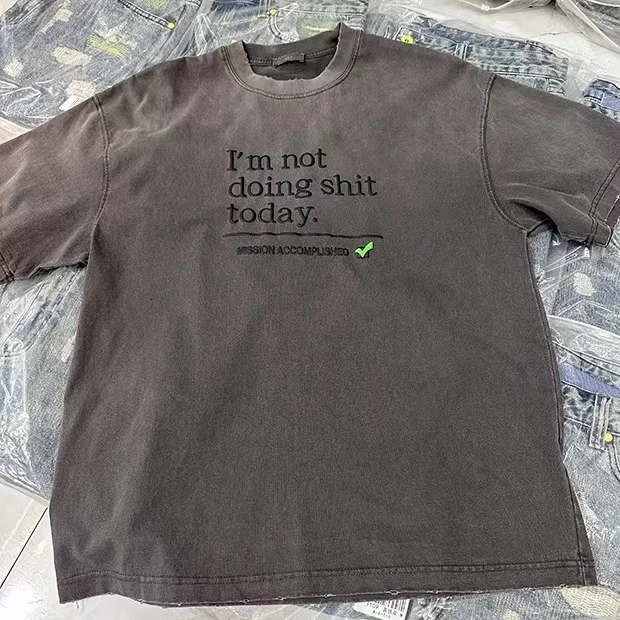 I'm not
doing shit
today.
MISSION ACCOMPLISHED